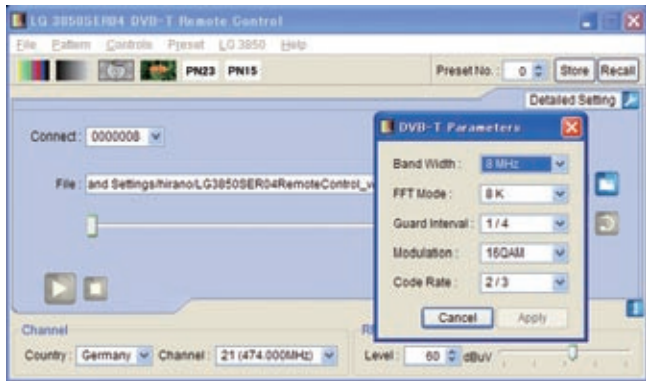 LG 3850SER04 DVB-T Remote Control
File Pattern Controls Preset LG 3850 Help
PN23 PN15 Preset No. : 0 Store Recall
Detailed Setting
Connect : 0000008
File : and Settings/hirano/LG3850SER04RemoteControl_v
DVB-T Parameters
Band Width : 8 MHz
FFT Mode : 8 K
Guard Interval : 1/4
Modulation : 16QAM
Code Rate : 2/3
Cancel Apply
Channel
Country : Germany Channel : 21 (474.000MHz)
Level : 60 dBuV